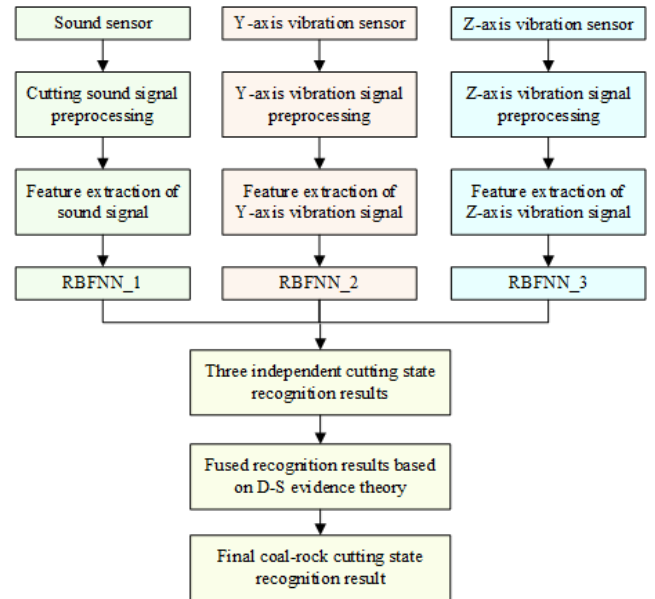 Sound sensor
Y-axis vibration sensor
Z-axis vibration sensor
Cutting sound signal
preprocessing
Y-axis vibration signal
preprocessing
Z-axis vibration signal
preprocessing
Feature extraction of
sound signal
Feature extraction of
Y-axis vibration signal
Feature extraction of
Z-axis vibration signal
RBFNN_1
RBFNN_2
RBFNN_3
Three independent cutting state
recognition results
Fused recognition results based
on D-S evidence theory
Final coal-rock cutting state
recognition result